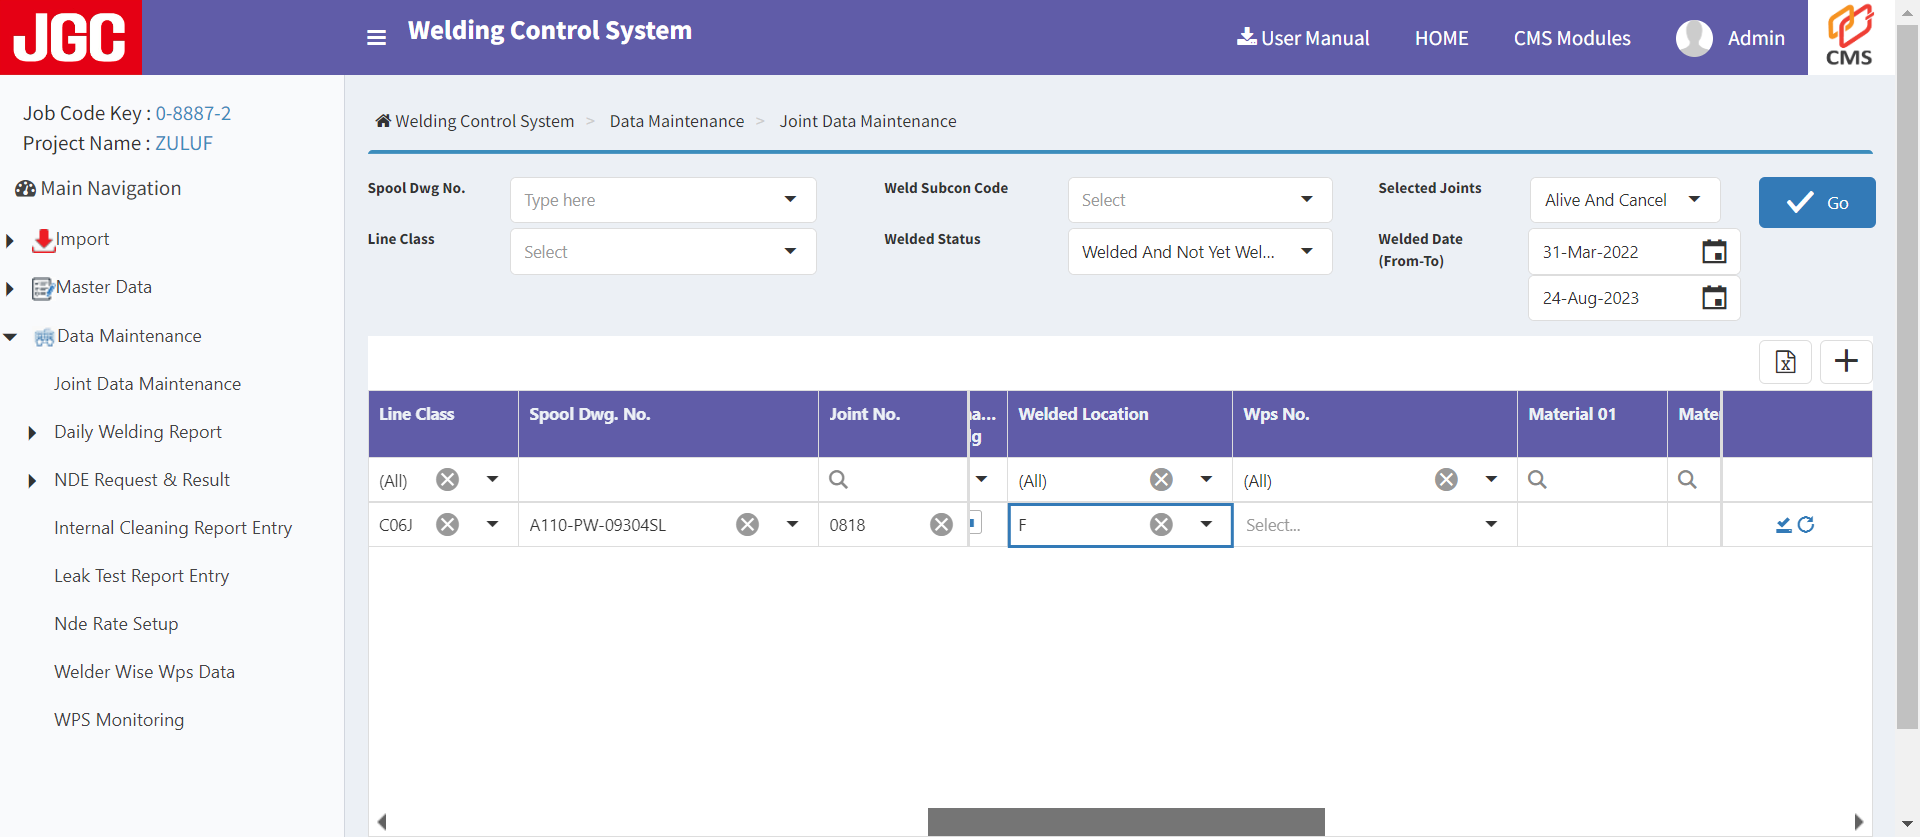 JGC
Welding Control System
User Manual
HOME
CMS Modules
Admin
CMS
Job Code Key : 0-8887-2
Project Name : ZULUF
Main Navigation
Import
Master Data
Data Maintenance
Joint Data Maintenance
Daily Welding Report
NDE Request & Result
Internal Cleaning Report Entry
Leak Test Report Entry
Nde Rate Setup
Welder Wise Wps Data
WPS Monitoring
Welding Control System > Data Maintenance > Joint Data Maintenance
Spool Dwg No. Type here
Weld Subcon Code Select
Selected Joints Alive And Cancel
Go
Line Class Select
Welded Status Welded And Not Yet Wel...
Welded Date
(From-To)
31-Mar-2022
24-Aug-2023
Line Class Spool Dwg. No. Joint No. Welded Location Wps No. Material 01
(All) (All) (All)
C06J A110-PW-09304SL 0818 F Select...